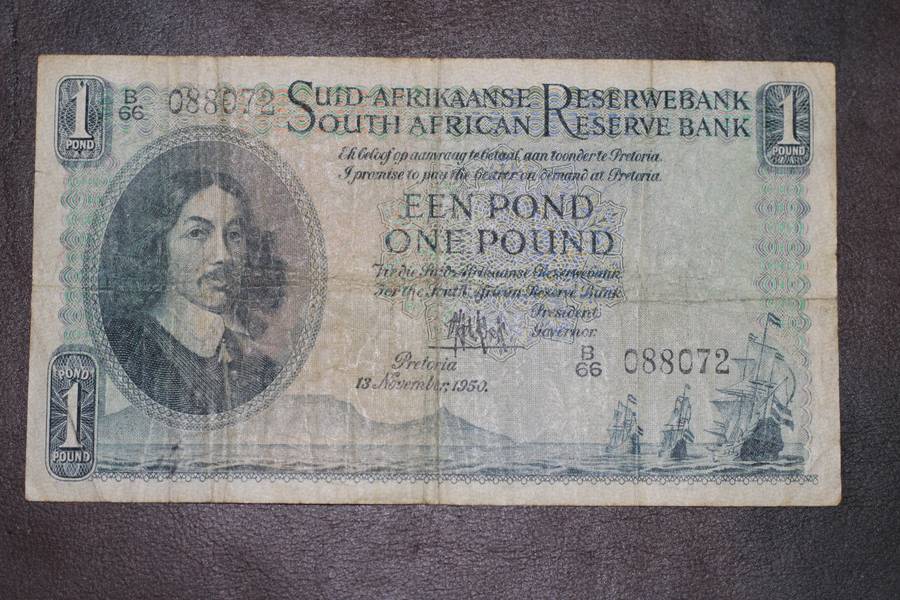 1
POND
B
66
088072
SUID-AFRIKAANSE RESERWEBANK
SOUTH AFRICAN RESERVE BANK
1
POUND
Ek beloof op aanvraag te betaal aan toonder te Pretoria.
I promise to pay the bearer on demand at Pretoria.
EEN POND
ONE POUND
Vir die Suid-Afrikaanse Reserwebank
For the South African Reserve Bank
President
Governor
Pretoria
13 November, 1950.
B
66
088072
POND
1
POUND